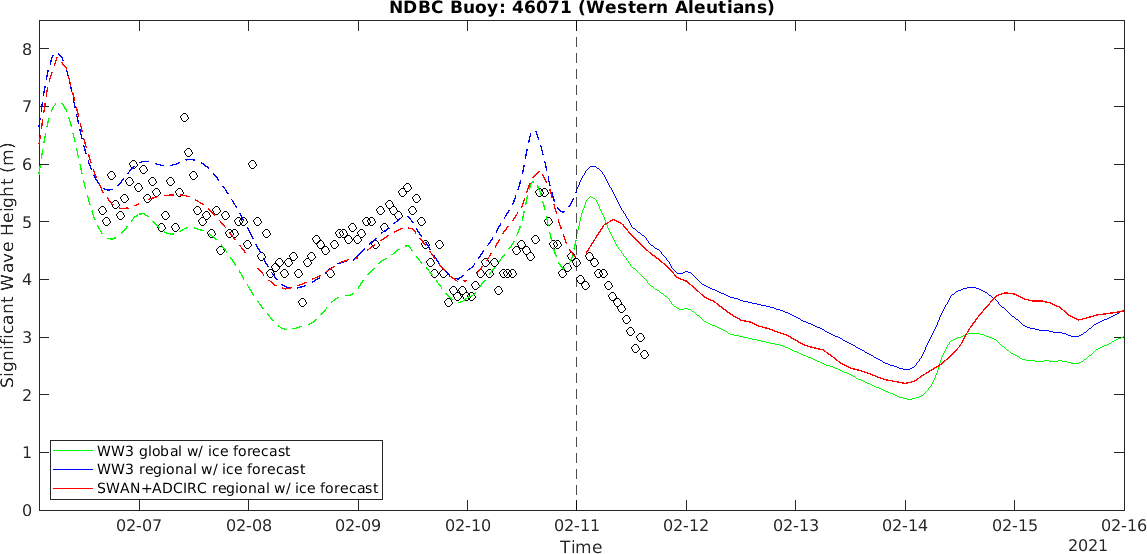 NDBC Buoy: 46071 (Western Aleutians)
Significant Wave Height (m)
8
7
6
5
4
3
2
1
0
WW3 global w/ ice forecast
WW3 regional w/ ice forecast
SWAN+ADCIRC regional w/ ice forecast
02-07 02-08 02-09 02-10 02-11 02-12 02-13 02-14 02-15 02-16
Time
2021